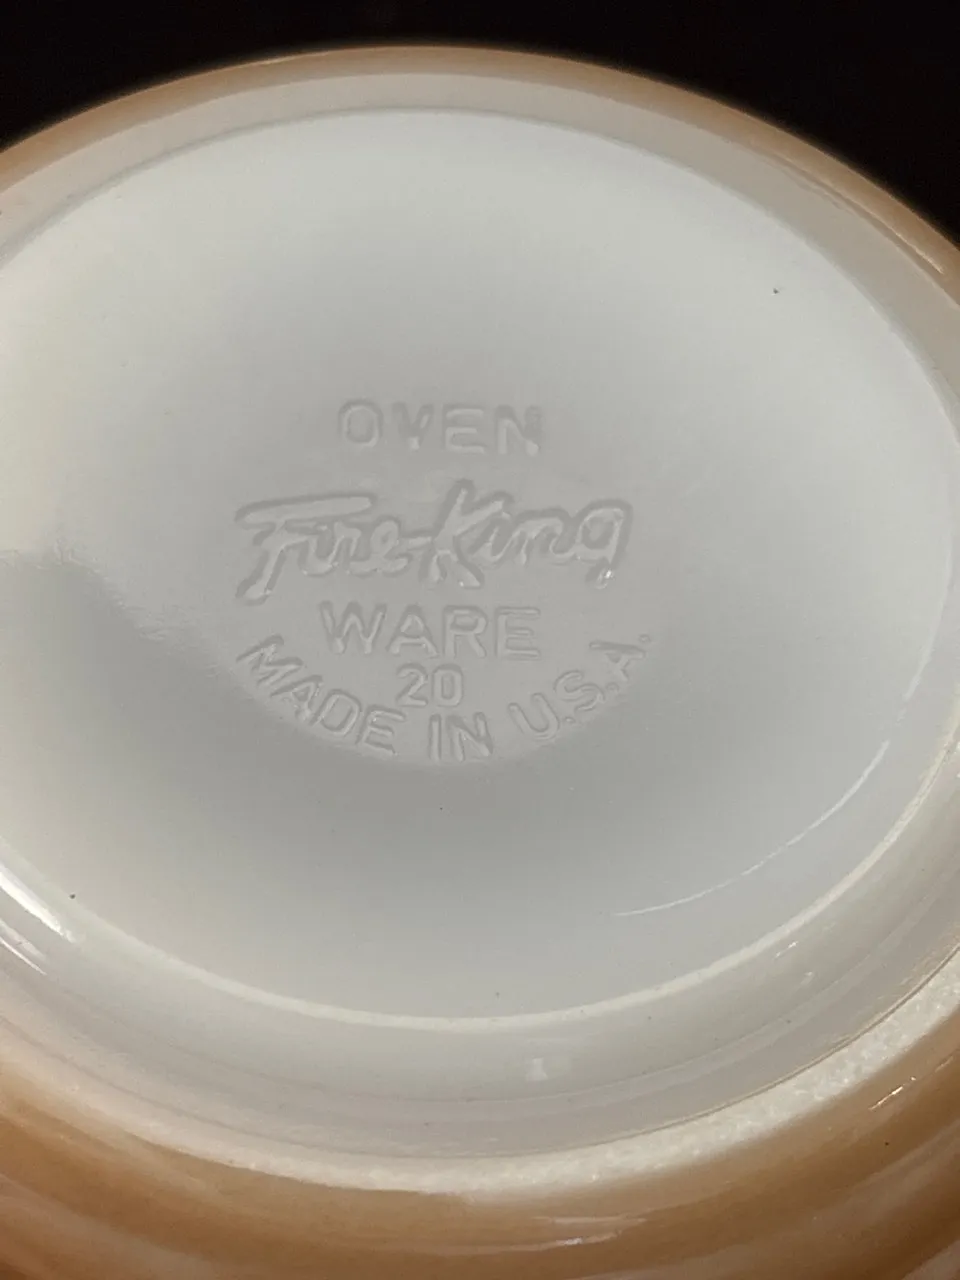 OVEN
Fire-King
WARE
20
MADE IN U.S.A.